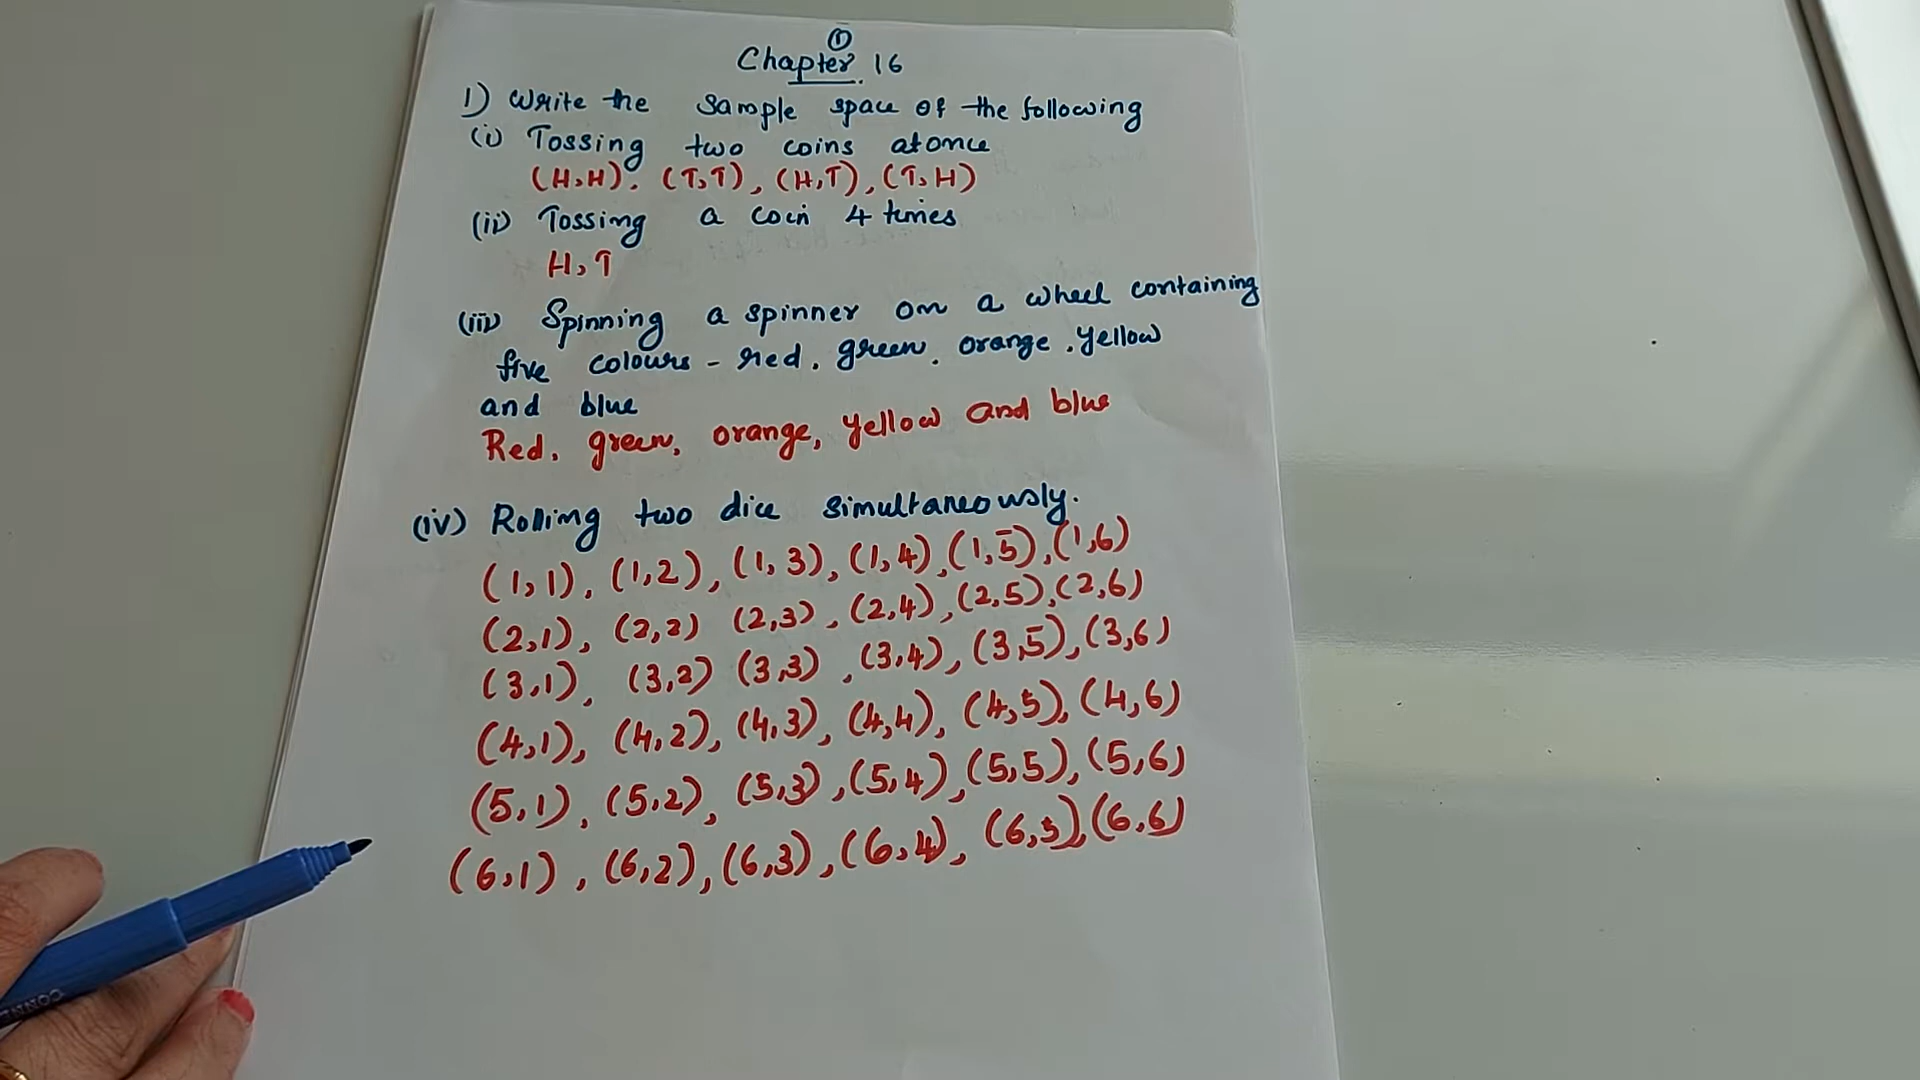 ①
Chapter 16
1) Write the sample space of the following
(i) Tossing two coins atonce
(H,H), (T,T), (H,T), (T,H)
(ii) Tossing a coin 4 times
H, T
(iii) Spinning a spinner on a wheel containing
five colours - red, green, orange, yellow
and blue
Red, green, orange, yellow and blue
(iv) Rolling two dice simultaneously.
(1,1), (1,2), (1,3), (1,4), (1,5), (1,6)
(2,1), (2,2) (2,3), (2,4), (2,5), (2,6)
(3,1), (3,2) (3,3), (3,4), (3,5), (3,6)
(4,1), (4,2), (4,3), (4,4), (4,5), (4,6)
(5,1), (5,2), (5,3), (5,4), (5,5), (5,6)
(6,1), (6,2), (6,3), (6,4), (6,5), (6,6)